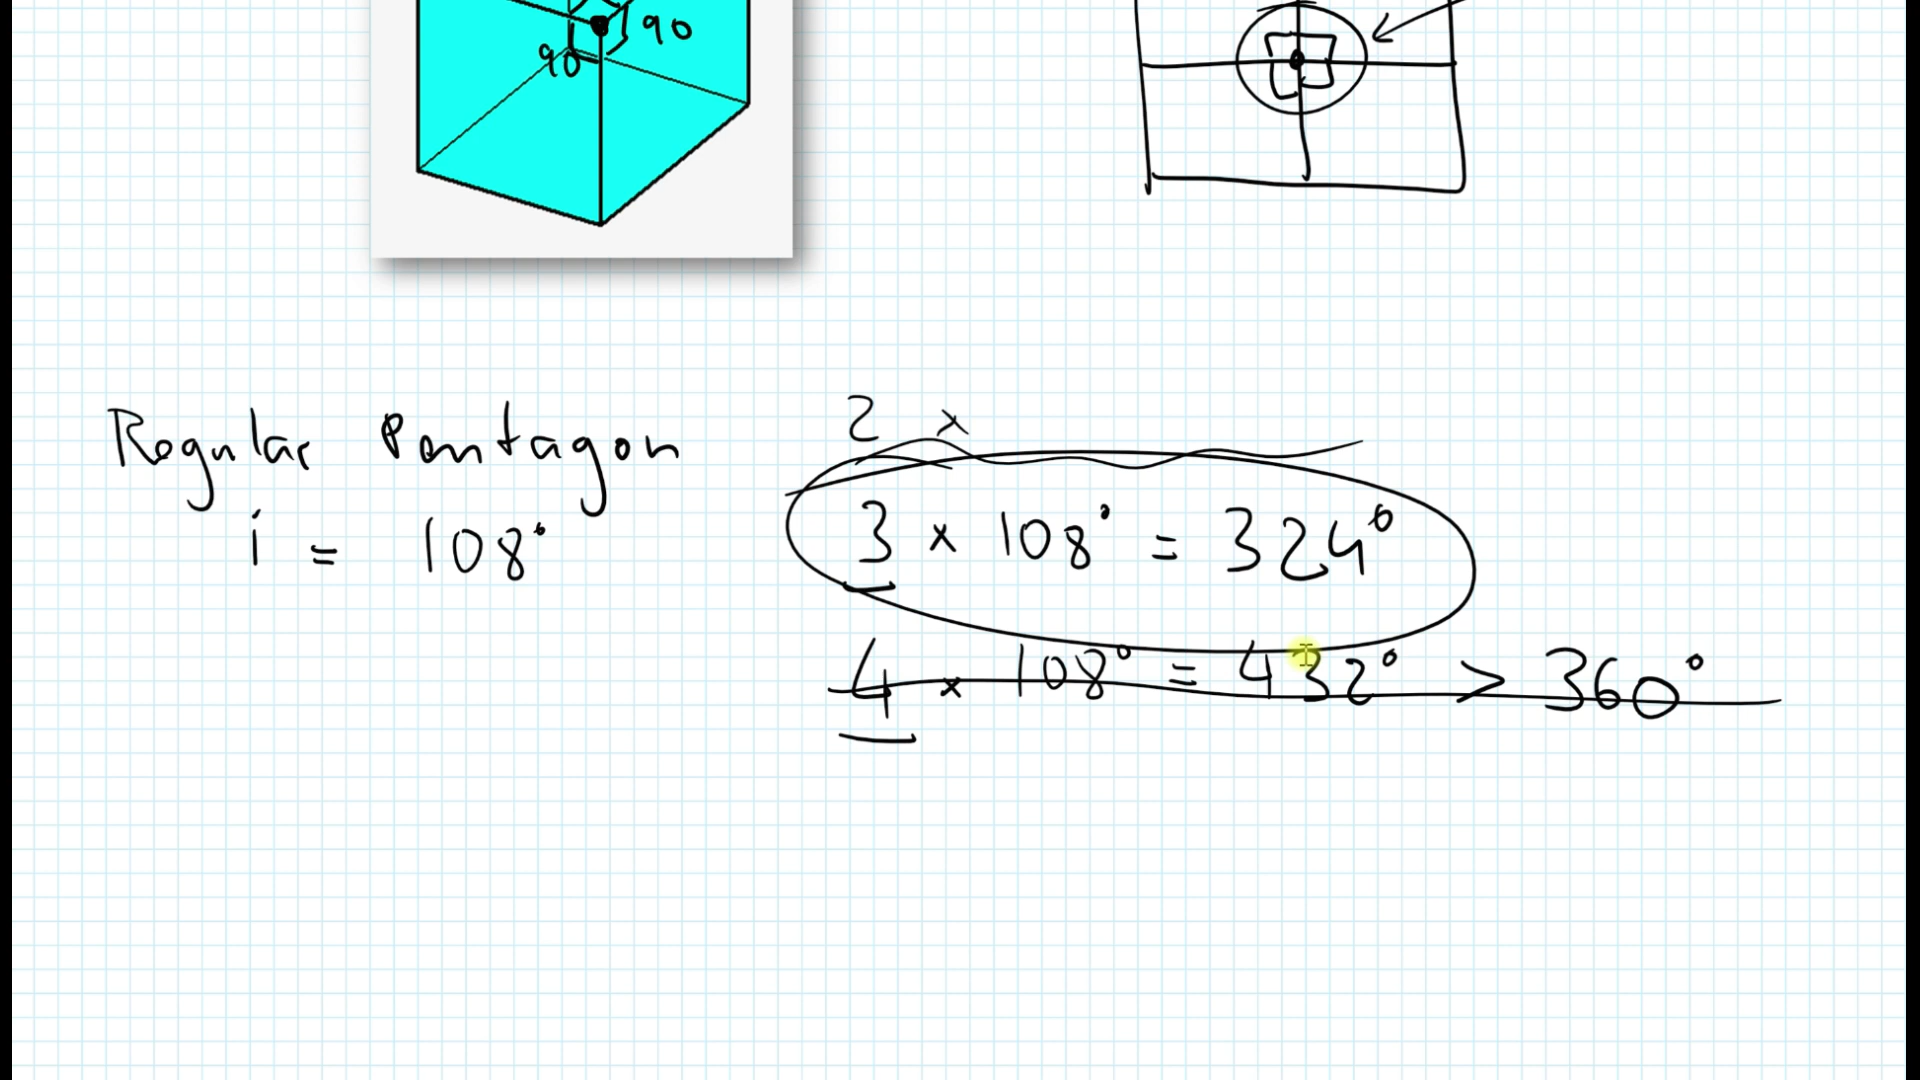 90
90
Regular Pentagon
i = 108°
2 x
3 x 108° = 324°
4 x 108° = 432° > 360°